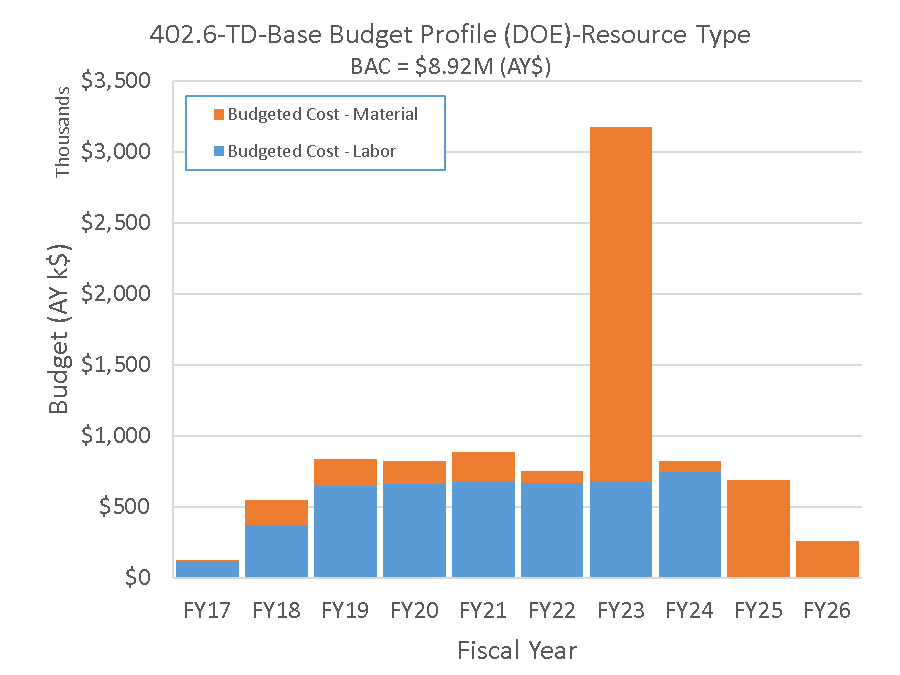 402.6-TD-Base Budget Profile (DOE)-Resource Type
BAC = $8.92M (AY$)
Thousands
Budget (AY k$)
$3,500
$3,000
$2,500
$2,000
$1,500
$1,000
$500
$0
Budgeted Cost - Material
Budgeted Cost - Labor
FY17 FY18 FY19 FY20 FY21 FY22 FY23 FY24 FY25 FY26
Fiscal Year